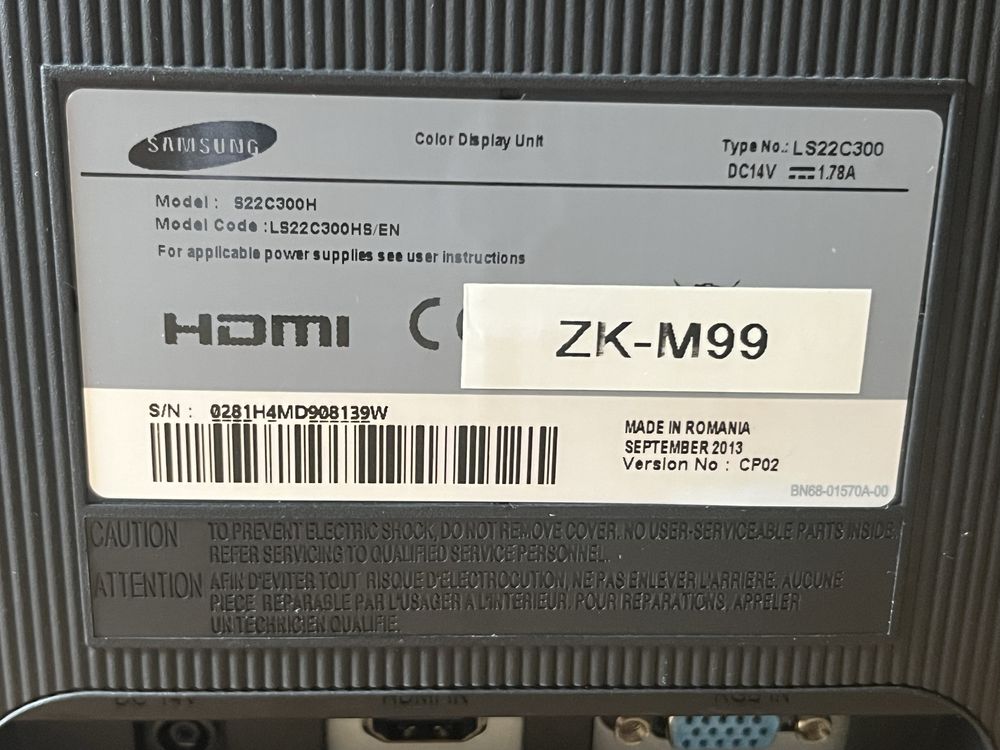 SAMSUNG
Color Display Unit
Type No.: LS22C300
DC14V ⎓ 1.78A
Model : S22C300H
Model Code :LS22C300HS/EN
For applicable power supplies see user instructions
HDMI
ZK-M99
S/N : 0281H4MD908139W
MADE IN ROMANIA
SEPTEMBER 2013
Version No : CP02
BN68-01570A-00
CAUTION TO PREVENT ELECTRIC SHOCK, DO NOT REMOVE COVER. NO USER-SERVICEABLE PARTS INSIDE.
REFER SERVICING TO QUALIFIED SERVICE PERSONNEL.
ATTENTION AFIN D'EVITER TOUT RISQUE D'ELECTROCUTION, NE PAS ENLEVER L'ARRIERE. AUCUNE
PIECE REPARABLE PAR L'USAGER A L'INTERIEUR. POUR REPARATIONS, APPELER
UN TECHNICIEN QUALIFIE.
DC 14V
HDMI IN
RGB IN